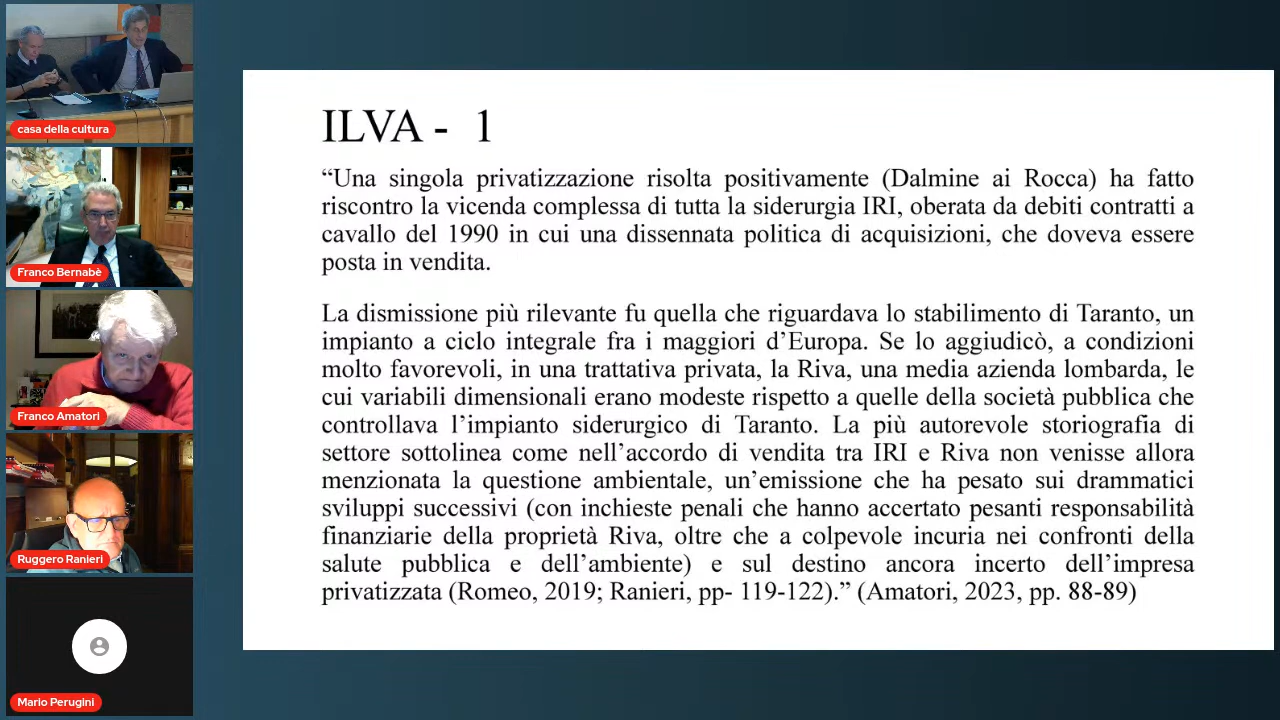 casa della cultura
Franco Bernabè
Franco Amatori
Ruggero Ranieri
Mario Perugini
ILVA - 1
“Una singola privatizzazione risolta positivamente (Dalmine ai Rocca) ha fatto
riscontro la vicenda complessa di tutta la siderurgia IRI, oberata da debiti contratti a
cavallo del 1990 in cui una dissennata politica di acquisizioni, che doveva essere
posta in vendita.
La dismissione più rilevante fu quella che riguardava lo stabilimento di Taranto, un
impianto a ciclo integrale fra i maggiori d’Europa. Se lo aggiudicò, a condizioni
molto favorevoli, in una trattativa privata, la Riva, una media azienda lombarda, le
cui variabili dimensionali erano modeste rispetto a quelle della società pubblica che
controllava l’impianto siderurgico di Taranto. La più autorevole storiografia di
settore sottolinea come nell’accordo di vendita tra IRI e Riva non venisse allora
menzionata la questione ambientale, un’emissione che ha pesato sui drammatici
sviluppi successivi (con inchieste penali che hanno accertato pesanti responsabilità
finanziarie della proprietà Riva, oltre che a colpevole incuria nei confronti della
salute pubblica e dell’ambiente) e sul destino ancora incerto dell’impresa
privatizzata (Romeo, 2019; Ranieri, pp- 119-122).” (Amatori, 2023, pp. 88-89)